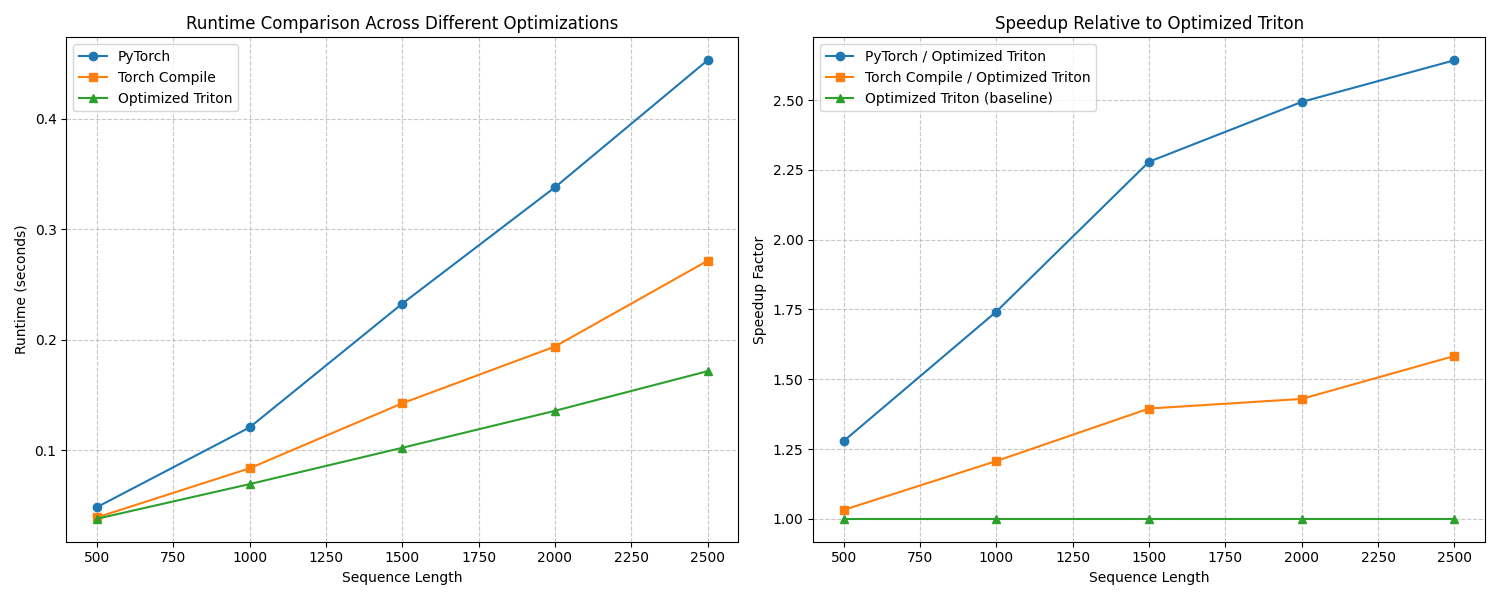 Runtime Comparison Across Different Optimizations
PyTorch
Torch Compile
Optimized Triton
Runtime (seconds)
0.4
0.3
0.2
0.1
500 750 1000 1250 1500 1750 2000 2250 2500
Sequence Length
Speedup Relative to Optimized Triton
PyTorch / Optimized Triton
Torch Compile / Optimized Triton
Optimized Triton (baseline)
Speedup Factor
2.50
2.25
2.00
1.75
1.50
1.25
1.00
500 750 1000 1250 1500 1750 2000 2250 2500
Sequence Length